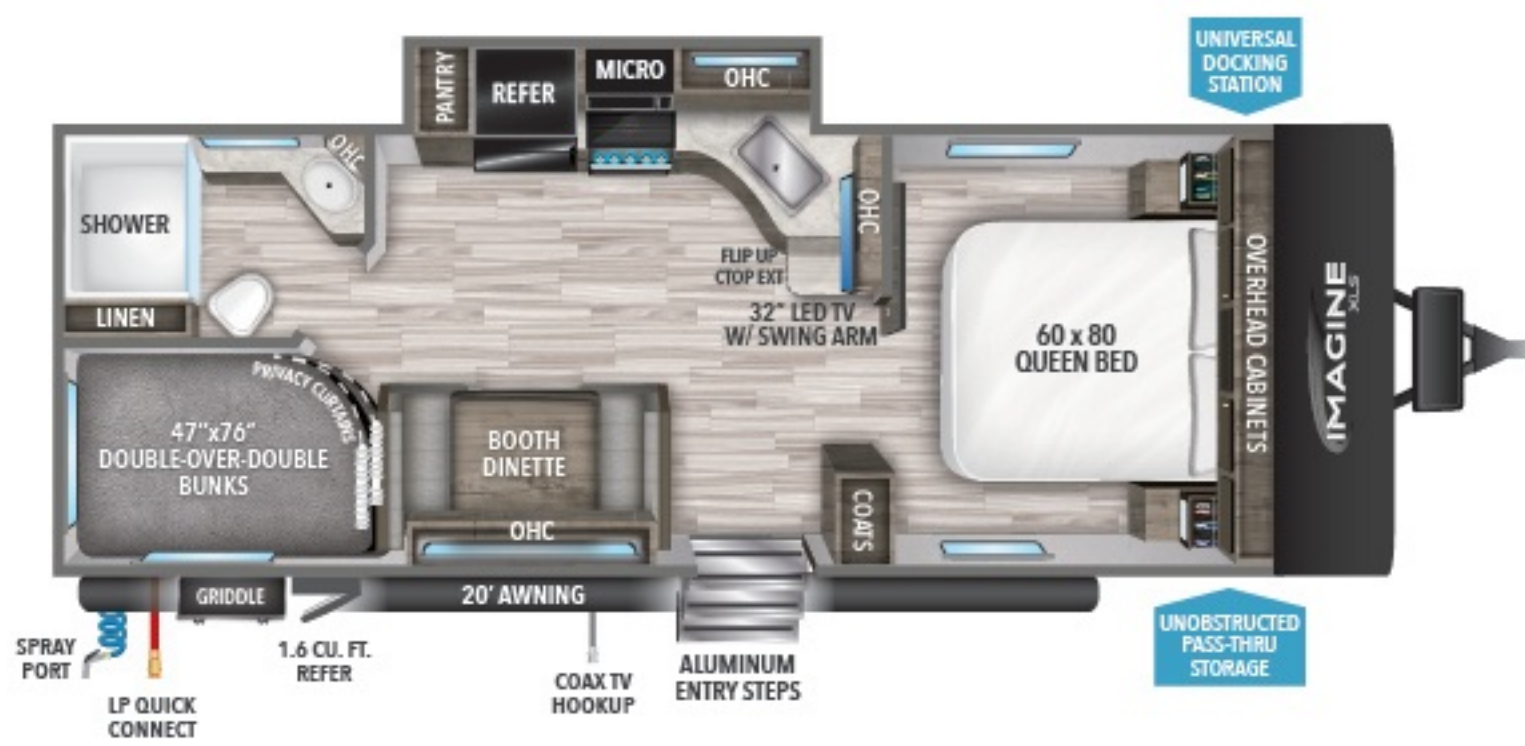 UNIVERSAL
DOCKING
STATION
PANTRY
REFER
MICRO
OHC
OHC
SHOWER
OHC
FLIP UP
CTOP EXT
LINEN
32" LED TV
W/ SWING ARM
60 x 80
QUEEN BED
OVERHEAD CABINETS
IMAGINE
XLS
PRIVACY CURTAINS
47"x76"
DOUBLE-OVER-DOUBLE
BUNKS
BOOTH
DINETTE
OHC
COATS
GRIDDLE
20' AWNING
SPRAY
PORT
LP QUICK
CONNECT
1.6 CU. FT.
REFER
COAX TV
HOOKUP
ALUMINUM
ENTRY STEPS
UNOBSTRUCTED
PASS-THRU
STORAGE